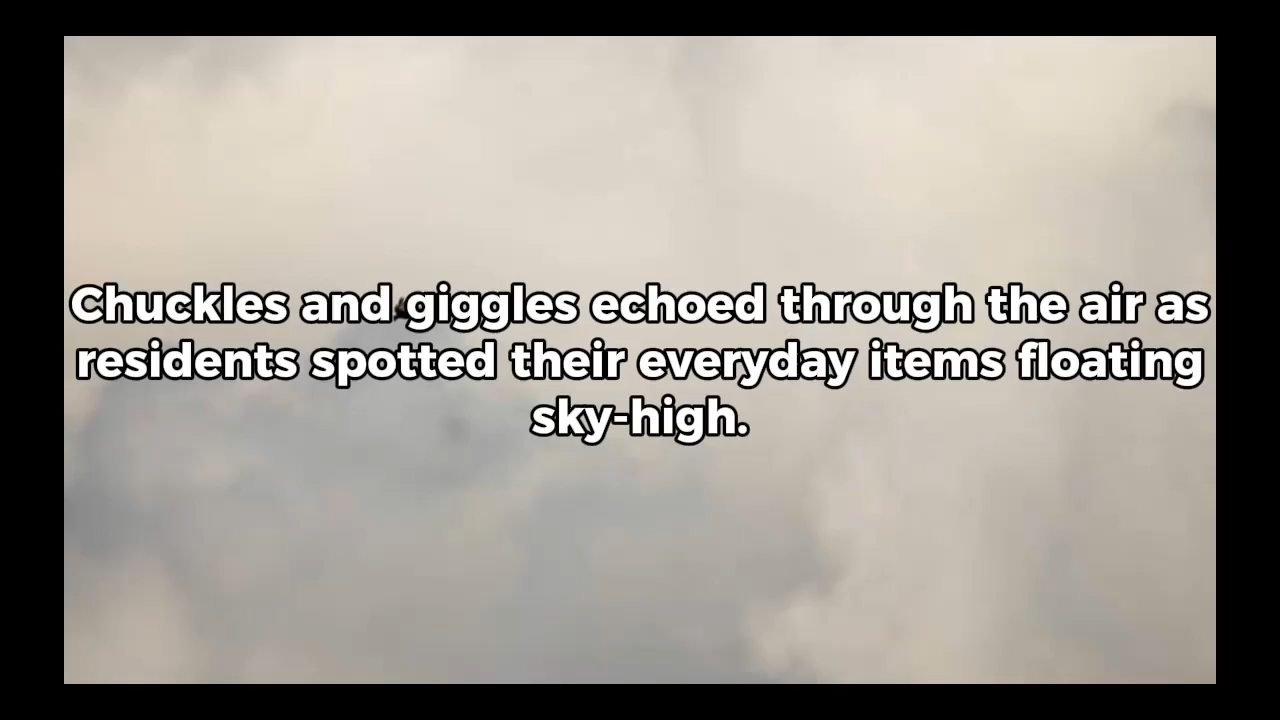 Chuckles and giggles echoed through the air as
residents spotted their everyday items floating
sky-high.